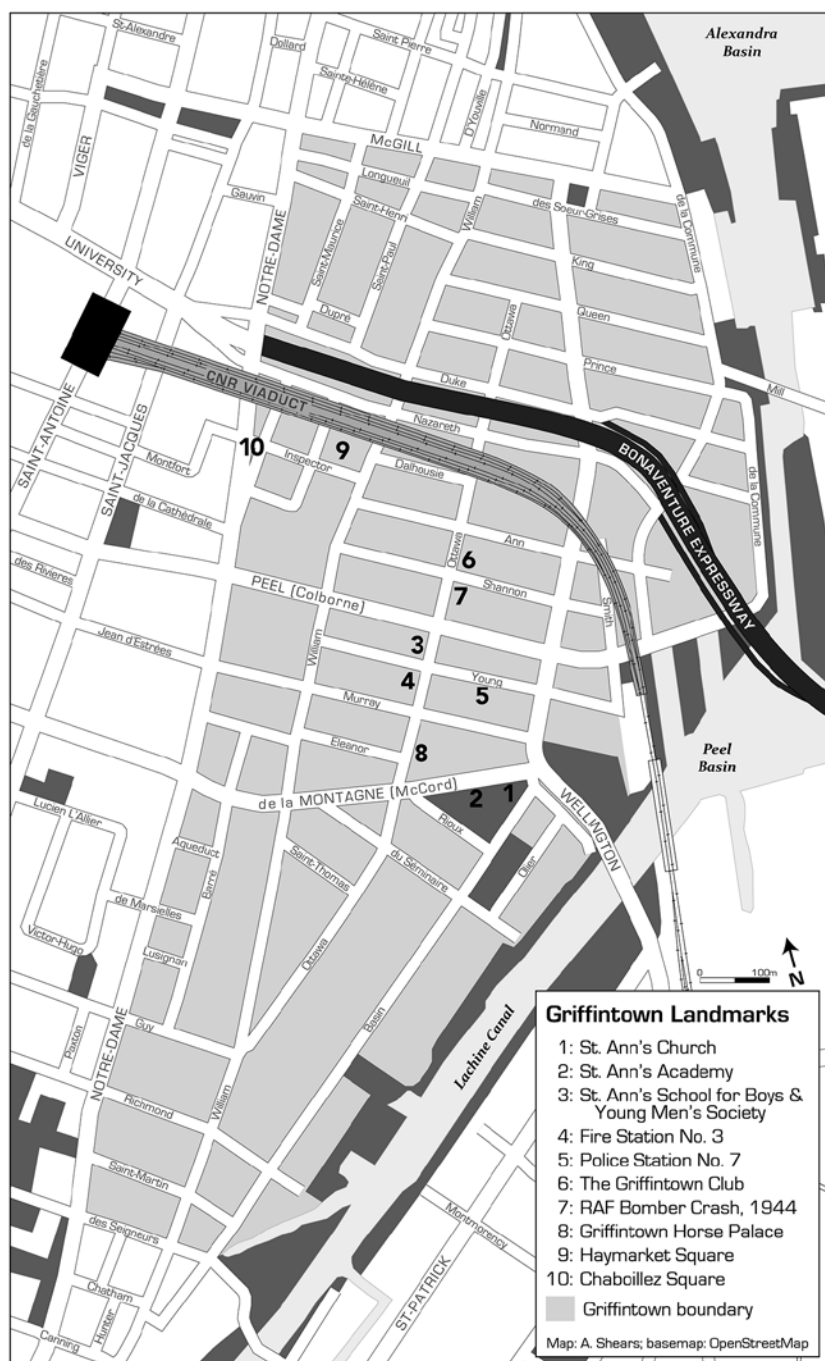 Alexandra
Basin
St-Alexandre
Dollard
Saint Pierre
Sainte-Hélène
D'Youville
Normand
de la Gauchetière
VIGER
McGILL
Longueuil
Gauvin
Saint-Henri
William
des Soeur-Grises
de la Commune
UNIVERSITY
NOTRE-DAME
Saint-Maurice
Saint-Paul
King
Ottawa
Queen
Dupré
Prince
Mill
CNR VIADUCT
Duke
Nazareth
SAINT-ANTOINE
SAINT-JACQUES
Montfort
10
Inspector
9
Dalhousie
BONAVENTURE EXPRESSWAY
de la Commune
de la Cathédrale
Ann
Ottawa
6
des Rivieres
PEEL (Colborne)
Shannon
7
Smith
Jean d'Estrées
William
3
Young
4
5
Murray
Eleanor
8
Peel
Basin
de la MONTAGNE (McCord)
2
1
WELLINGTON
Lucien L'Allier
Rioux
Aqueduct
Barré
Saint-Thomas
du Séminaire
Olier
de Marsielles
Victor-Hugo
Lusignan
Ottawa
Basin
0
100m
N
Guy
Paxton
NOTRE-DAME
Lachine Canal
William
Richmond
Saint-Martin
des Seigneurs
Montmorency
ST-PATRICK
Chatham
Hunter
Canning
Griffintown Landmarks
1: St. Ann's Church
2: St. Ann's Academy
3: St. Ann's School for Boys &
Young Men's Society
4: Fire Station No. 3
5: Police Station No. 7
6: The Griffintown Club
7: RAF Bomber Crash, 1944
8: Griffintown Horse Palace
9: Haymarket Square
10: Chaboillez Square
Griffintown boundary
Map: A. Shears; basemap: OpenStreetMap